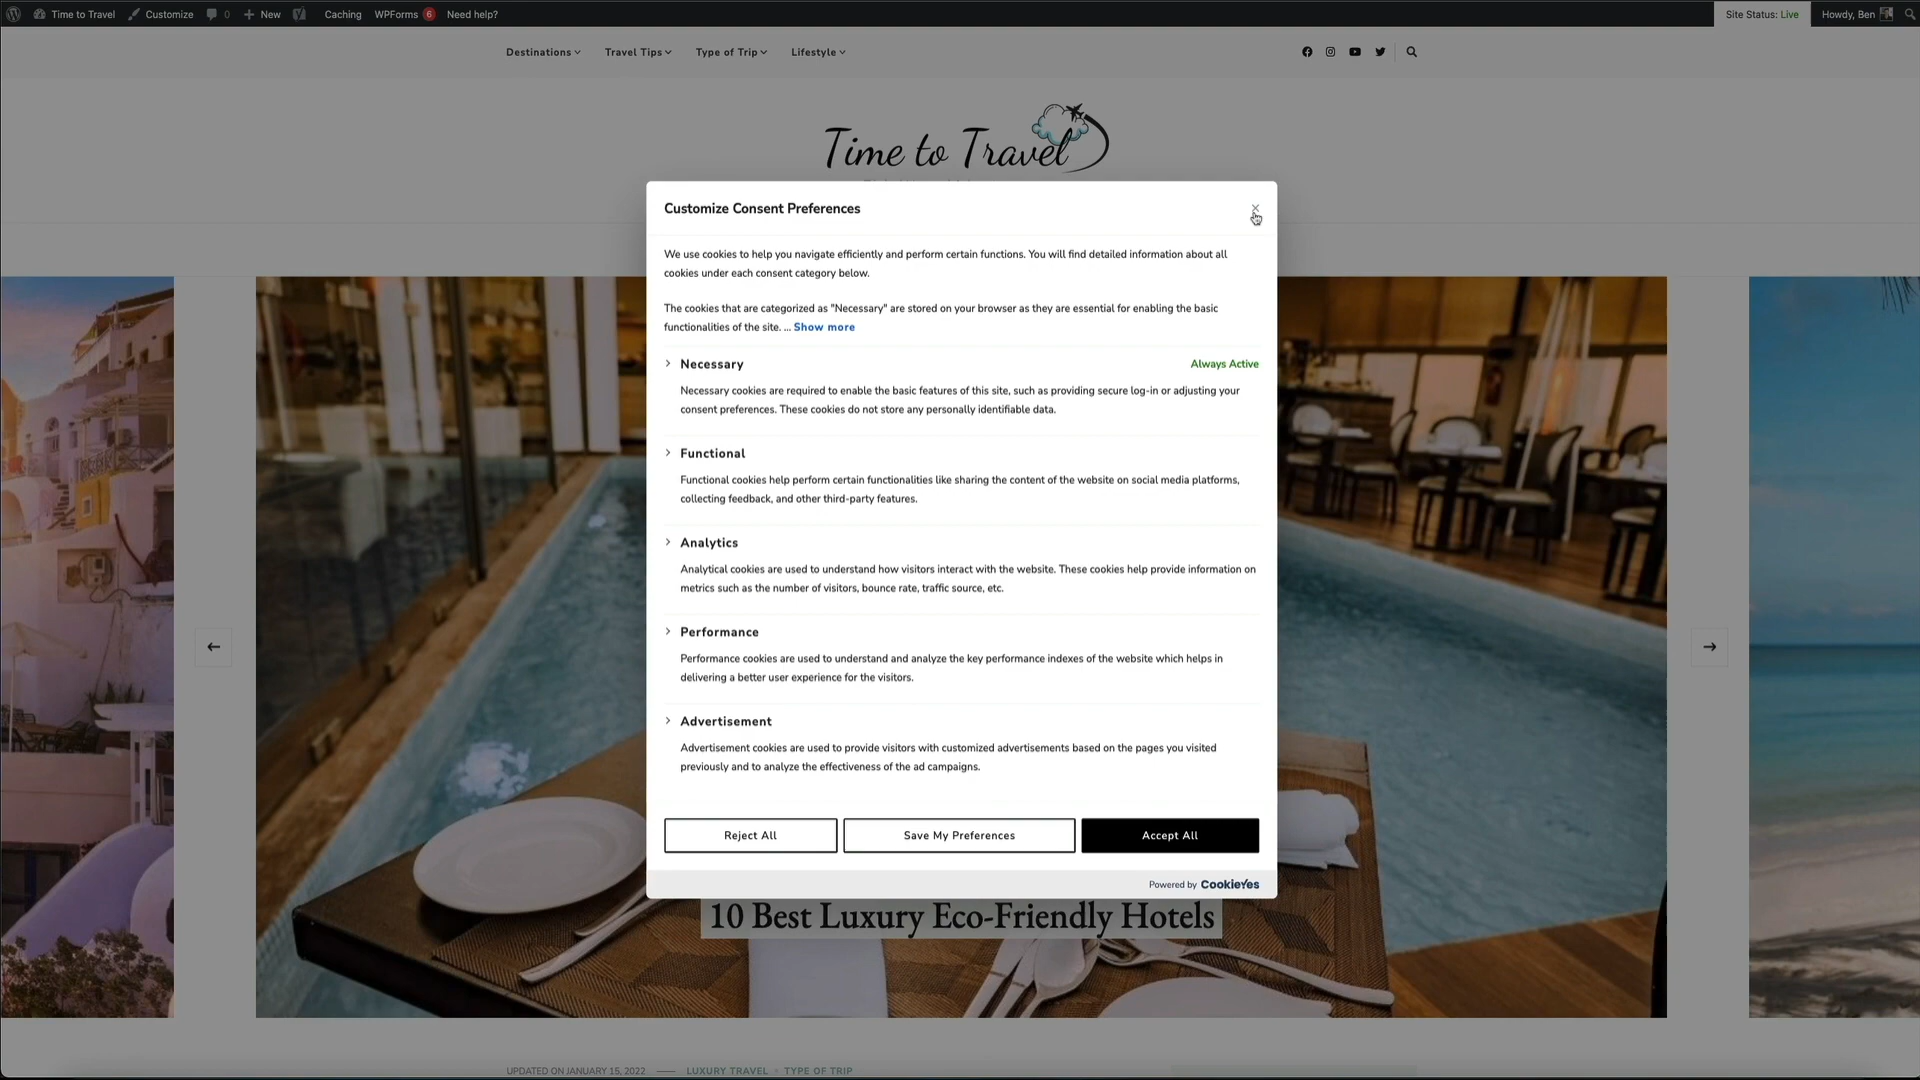 Time to Travel Customize 0 New Caching WPForms 6 Need help? Site Status: Live Howdy, Ben
Destinations Travel Tips Type of Trip Lifestyle
Time to Travel
Customize Consent Preferences
We use cookies to help you navigate efficiently and perform certain functions. You will find detailed information about all
cookies under each consent category below.
The cookies that are categorized as "Necessary" are stored on your browser as they are essential for enabling the basic
functionalities of the site. ... Show more
Necessary Always Active
Necessary cookies are required to enable the basic features of this site, such as providing secure log-in or adjusting your
consent preferences. These cookies do not store any personally identifiable data.
Functional
Functional cookies help perform certain functionalities like sharing the content of the website on social media platforms,
collecting feedback, and other third-party features.
Analytics
Analytical cookies are used to understand how visitors interact with the website. These cookies help provide information on
metrics such as the number of visitors, bounce rate, traffic source, etc.
Performance
Performance cookies are used to understand and analyze the key performance indexes of the website which helps in
delivering a better user experience for the visitors.
Advertisement
Advertisement cookies are used to provide visitors with customized advertisements based on the pages you visited
previously and to analyze the effectiveness of the ad campaigns.
Reject All Save My Preferences Accept All
Powered by CookieYes
10 Best Luxury Eco-Friendly Hotels
UPDATED ON JANUARY 15, 2022 LUXURY TRAVEL TYPE OF TRIP